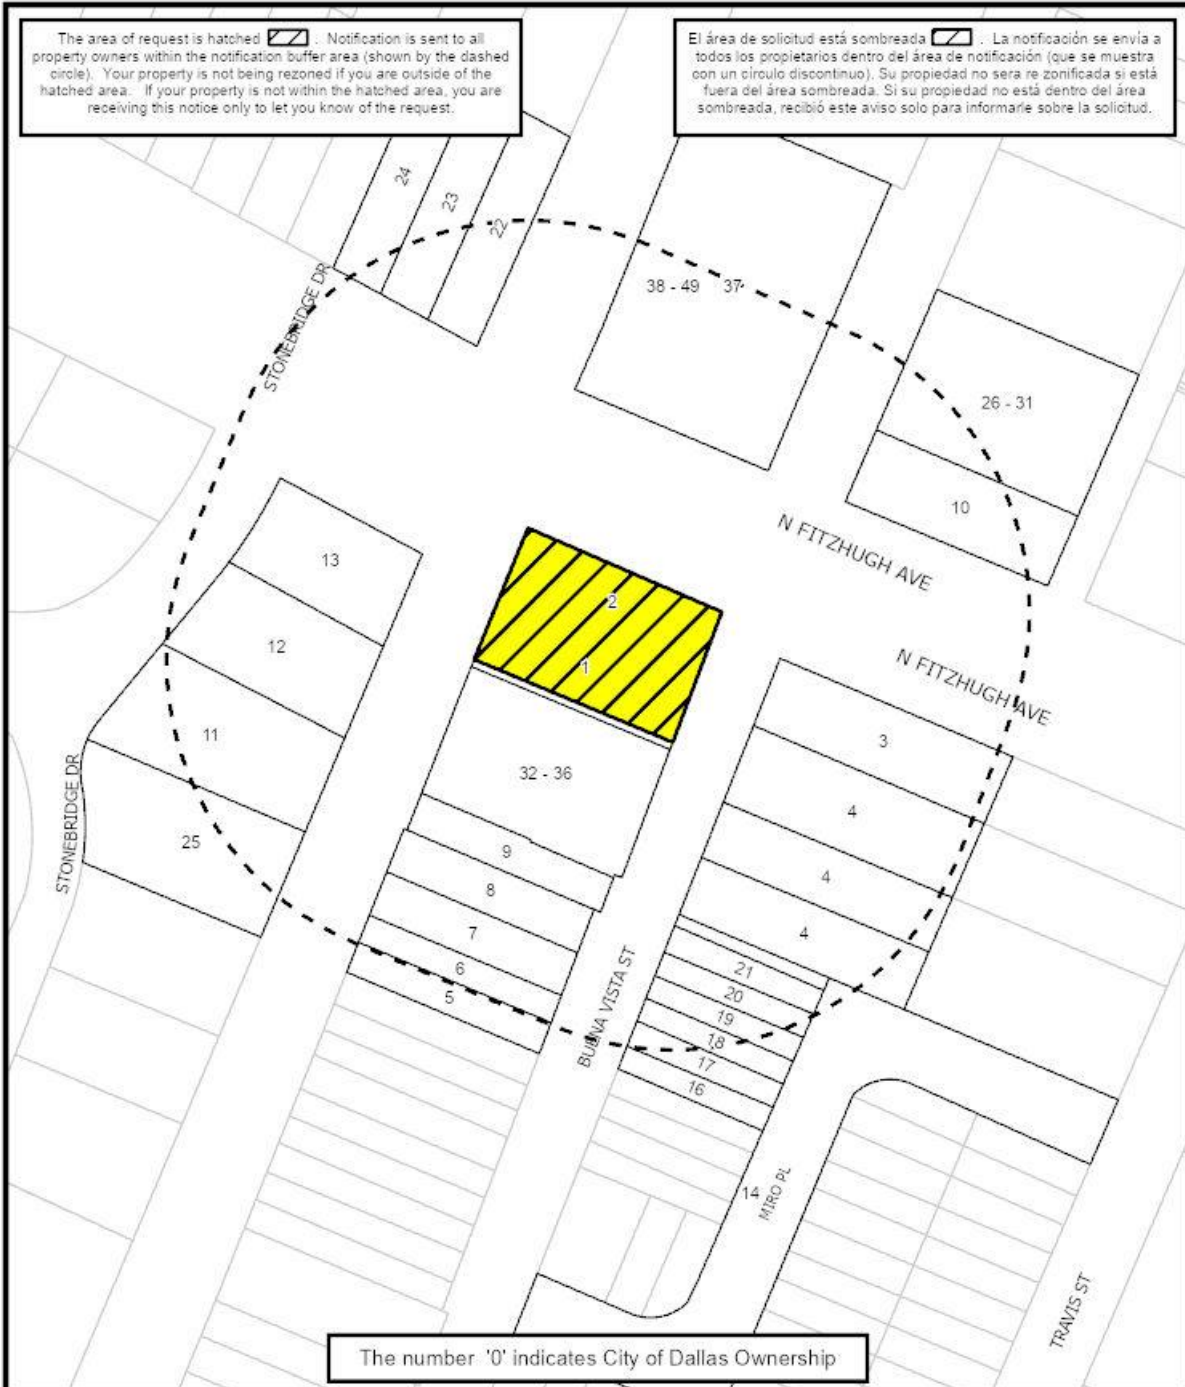 The area of request is hatched . Notification is sent to all
property owners within the notification buffer area (shown by the dashed
circle). Your property is not being rezoned if you are outside of the
hatched area. If your property is not within the hatched area, you are
receiving this notice only to let you know of the request.
El área de solicitud está sombreada . La notificación se envía a
todos los propietarios dentro del área de notificación (que se muestra
con un círculo discontinuo). Su propiedad no sera re zonificada si está
fuera del área sombreada. Si su propiedad no está dentro del área
sombreada, recibió este aviso solo para informarle sobre la solicitud.
24
23
22
STONEBRIDGE DR
38 - 49
37
26 - 31
10
N FITZHUGH AVE
13
2
12
1
N FITZHUGH AVE
11
3
32 - 36
4
STONEBRIDGE DR
25
9
4
8
7
4
6
21
5
20
BUENA VISTA ST
19
18
17
16
14
MIRO PL
TRAVIS ST
The number '0' indicates City of Dallas Ownership